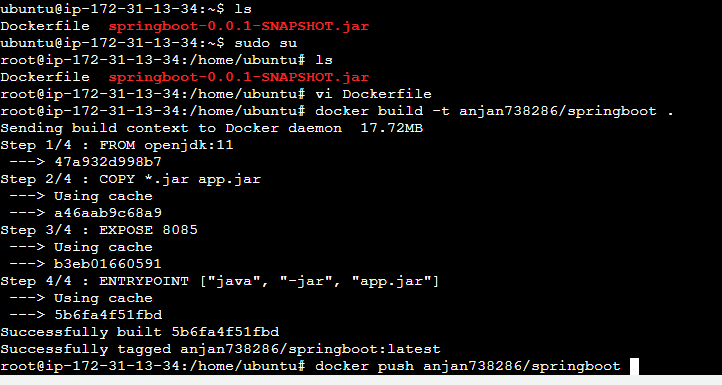 ubuntu@ip-172-31-13-34:~$ ls
Dockerfile  springboot-0.0.1-SNAPSHOT.jar
ubuntu@ip-172-31-13-34:~$ sudo su
root@ip-172-31-13-34:/home/ubuntu# ls
Dockerfile  springboot-0.0.1-SNAPSHOT.jar
root@ip-172-31-13-34:/home/ubuntu# vi Dockerfile
root@ip-172-31-13-34:/home/ubuntu# docker build -t anjan738286/springboot .
Sending build context to Docker daemon  17.72MB
Step 1/4 : FROM openjdk:11
 ---> 47a932d998b7
Step 2/4 : COPY *.jar app.jar
 ---> Using cache
 ---> a46aab9c68a9
Step 3/4 : EXPOSE 8085
 ---> Using cache
 ---> b3eb01660591
Step 4/4 : ENTRYPOINT ["java", "-jar", "app.jar"]
 ---> Using cache
 ---> 5b6fa4f51fbd
Successfully built 5b6fa4f51fbd
Successfully tagged anjan738286/springboot:latest
root@ip-172-31-13-34:/home/ubuntu# docker push anjan738286/springboot